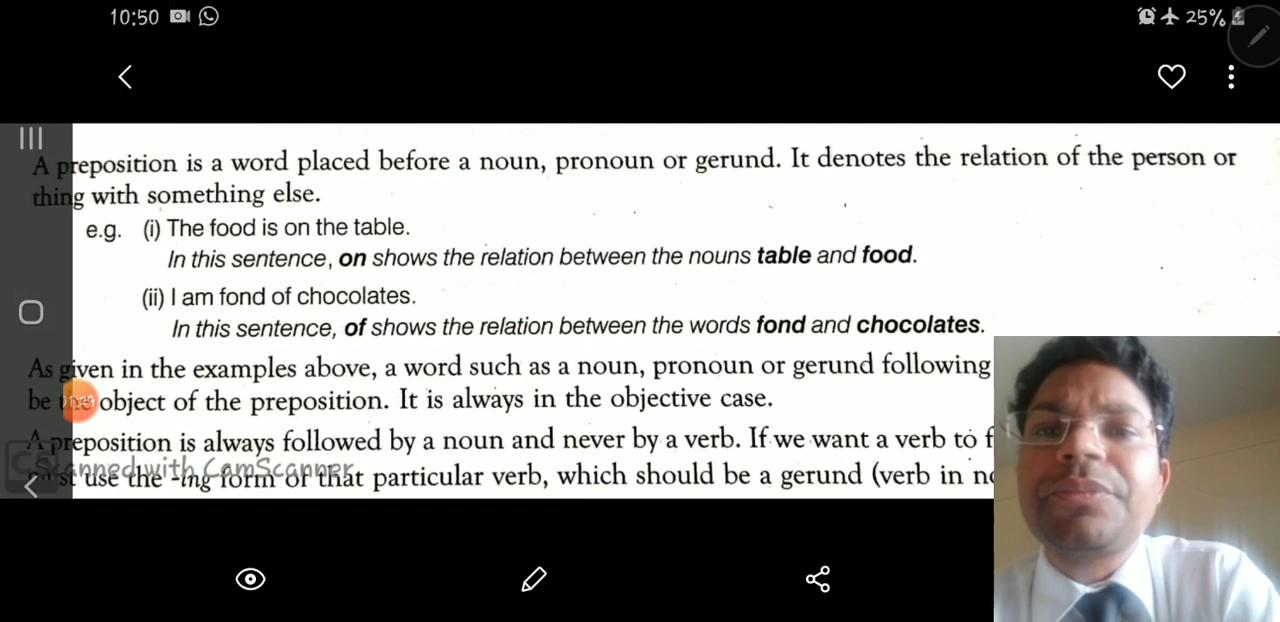 10:50
25%
A preposition is a word placed before a noun, pronoun or gerund. It denotes the relation of the person or
thing with something else.
e.g. (i) The food is on the table.
In this sentence, on shows the relation between the nouns table and food.
(ii) I am fond of chocolates.
In this sentence, of shows the relation between the words fond and chocolates.
As given in the examples above, a word such as a noun, pronoun or gerund following
be the object of the preposition. It is always in the objective case.
A preposition is always followed by a noun and never by a verb. If we want a verb to f
Scanned with CamScanner
use the -ing form of that particular verb, which should be a gerund (verb in